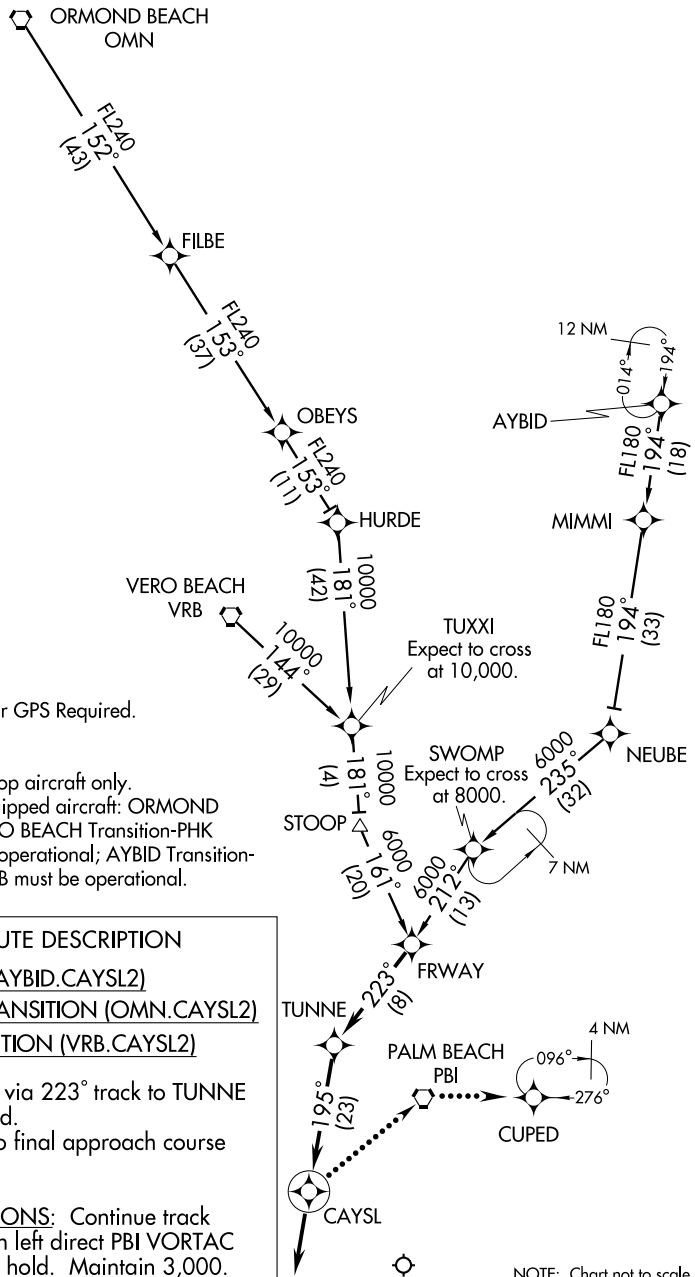 ORMOND BEACH
OMN
FL240
152°
(43)
FILBE
FL240
153°
(37)
OBEYS
FL240
153°
(11)
HURDE
12 NM
014°
194°
AYBID
FL180
194°
(18)
MIMMI
FL180
194°
(33)
NEUBE
VERO BEACH
VRB
10000
144°
(29)
10000
181°
(42)
TUXXI
Expect to cross
at 10,000.
10000
181°
(4)
STOOP
6000
161°
(20)
SWOMP
Expect to cross
at 8000.
6000
235°
(32)
7 NM
6000
212°
(13)
FRWAY
223°
(8)
TUNNE
195°
(23)
CAYSL
PALM BEACH
PBI
096°
4 NM
276°
CUPED
r GPS Required.
op aircraft only.
ipped aircraft: ORMOND
O BEACH Transition-PHK
operational; AYBID Transition-
B must be operational.
UTE DESCRIPTION
AYBID.CAYSL2)
ANSITION (OMN.CAYSL2)
TION (VRB.CAYSL2)
via 223° track to TUNNE
d.
o final approach course
ONS: Continue track
n left direct PBI VORTAC
hold. Maintain 3,000.
NOTE: Chart not to scale